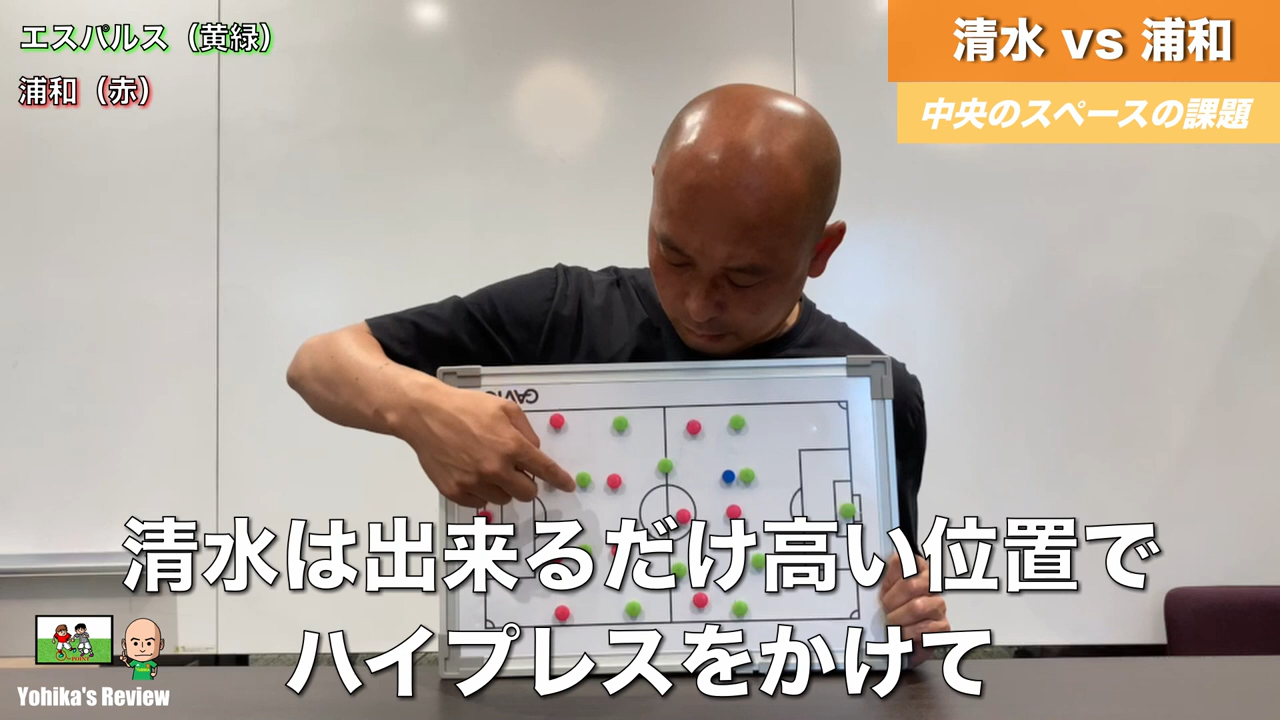 エスパルス（黄緑）
浦和（赤）
清水 vs 浦和
中央のスペースの課題
GAVIC
清水は出来るだけ高い位置で
ハイプレスをかけて
Yohika's Review